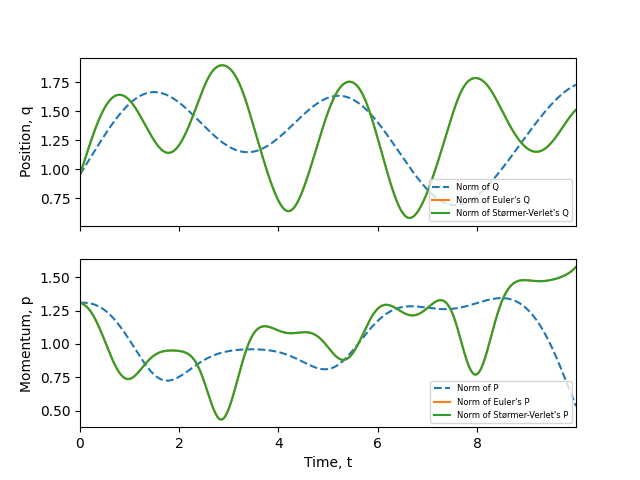 1.75
1.50
1.25
1.00
0.75
Position, q
Norm of Q
Norm of Euler's Q
Norm of Størmer-Verlet's Q
1.50
1.25
1.00
0.75
0.50
Momentum, p
Norm of P
Norm of Euler's P
Norm of Størmer-Verlet's P
0 2 4 6 8
Time, t